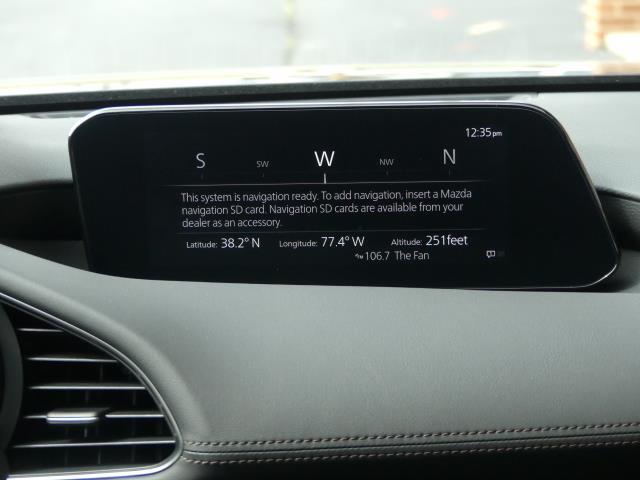 12:35pm
S SW W NW N
This system is navigation ready. To add navigation, insert a Mazda
navigation SD card. Navigation SD cards are available from your
dealer as an accessory.
Latitude: 38.2° N Longitude: 77.4° W Altitude: 251feet
FM 106.7 The Fan